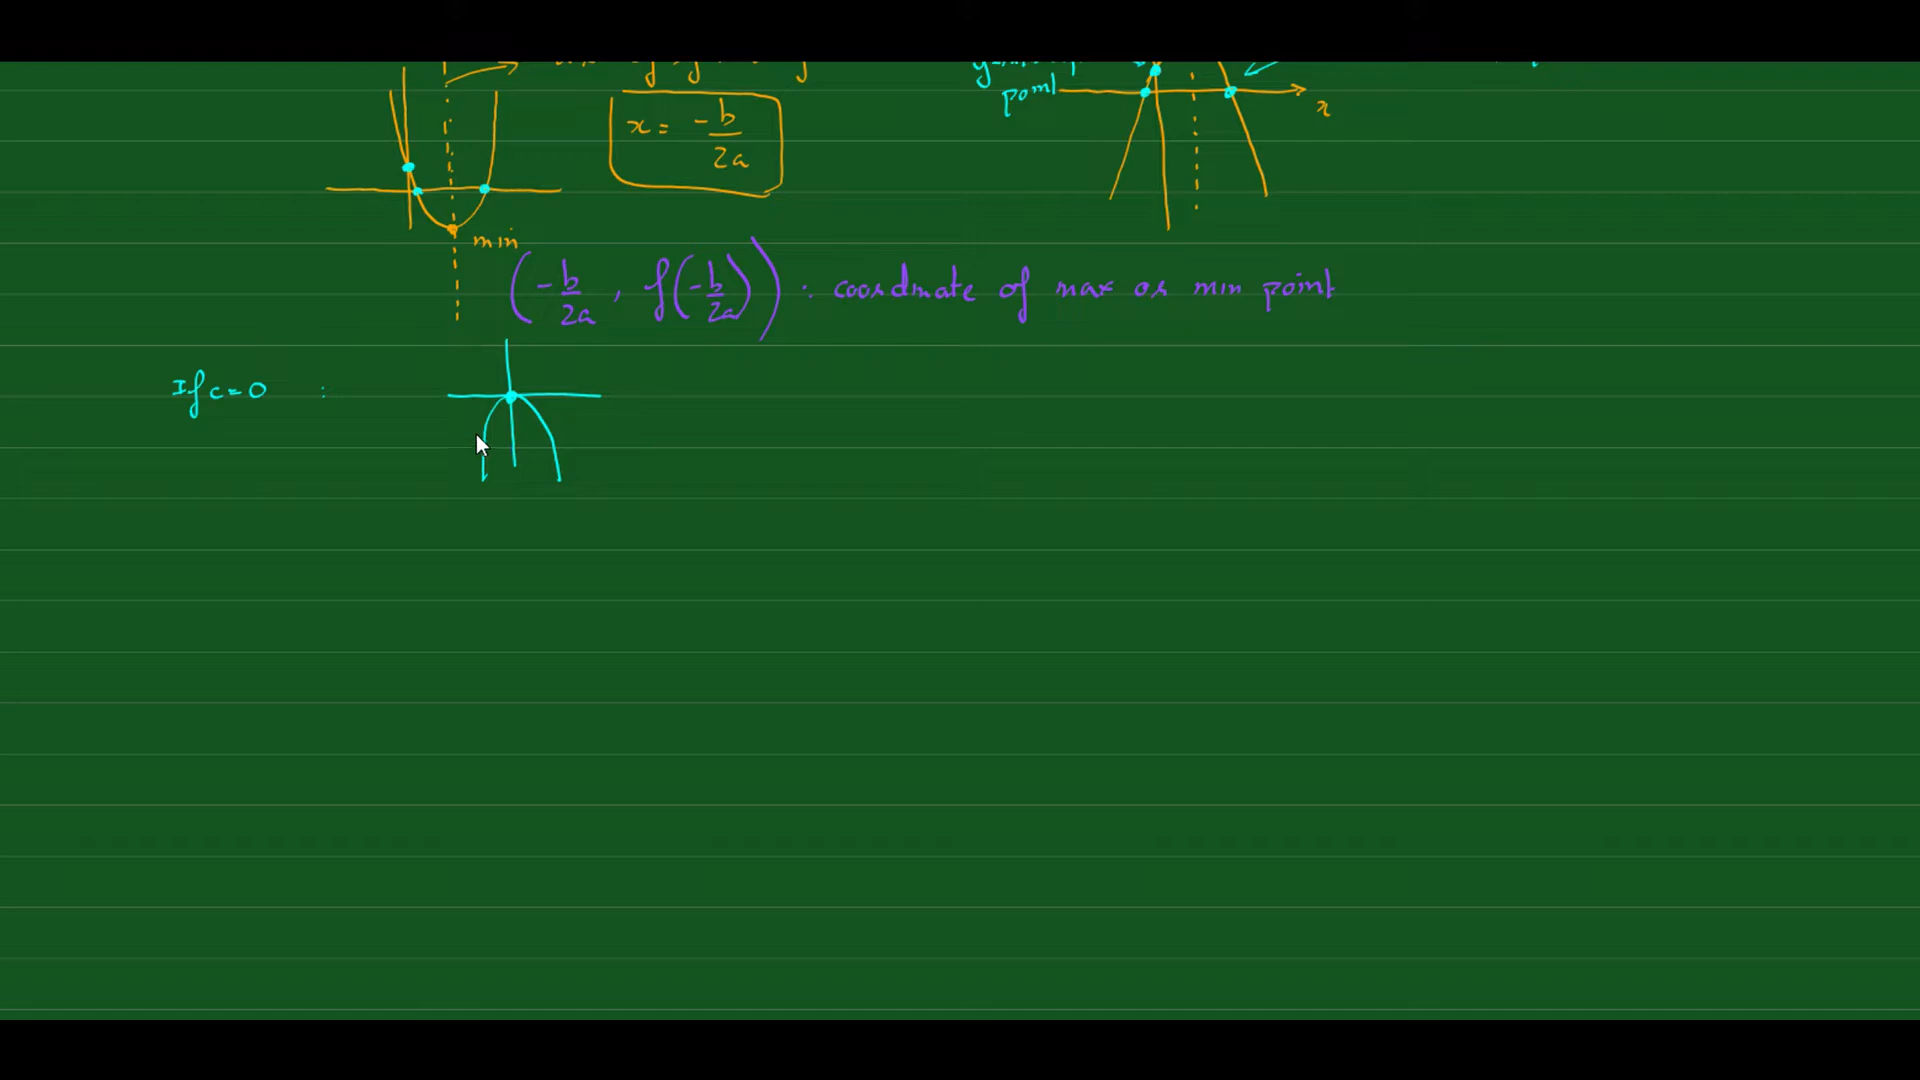 point
x = -b/2a
x
min
(-b/2a , f(-b/2a)) : coordinate of max or min point
If c=0 :